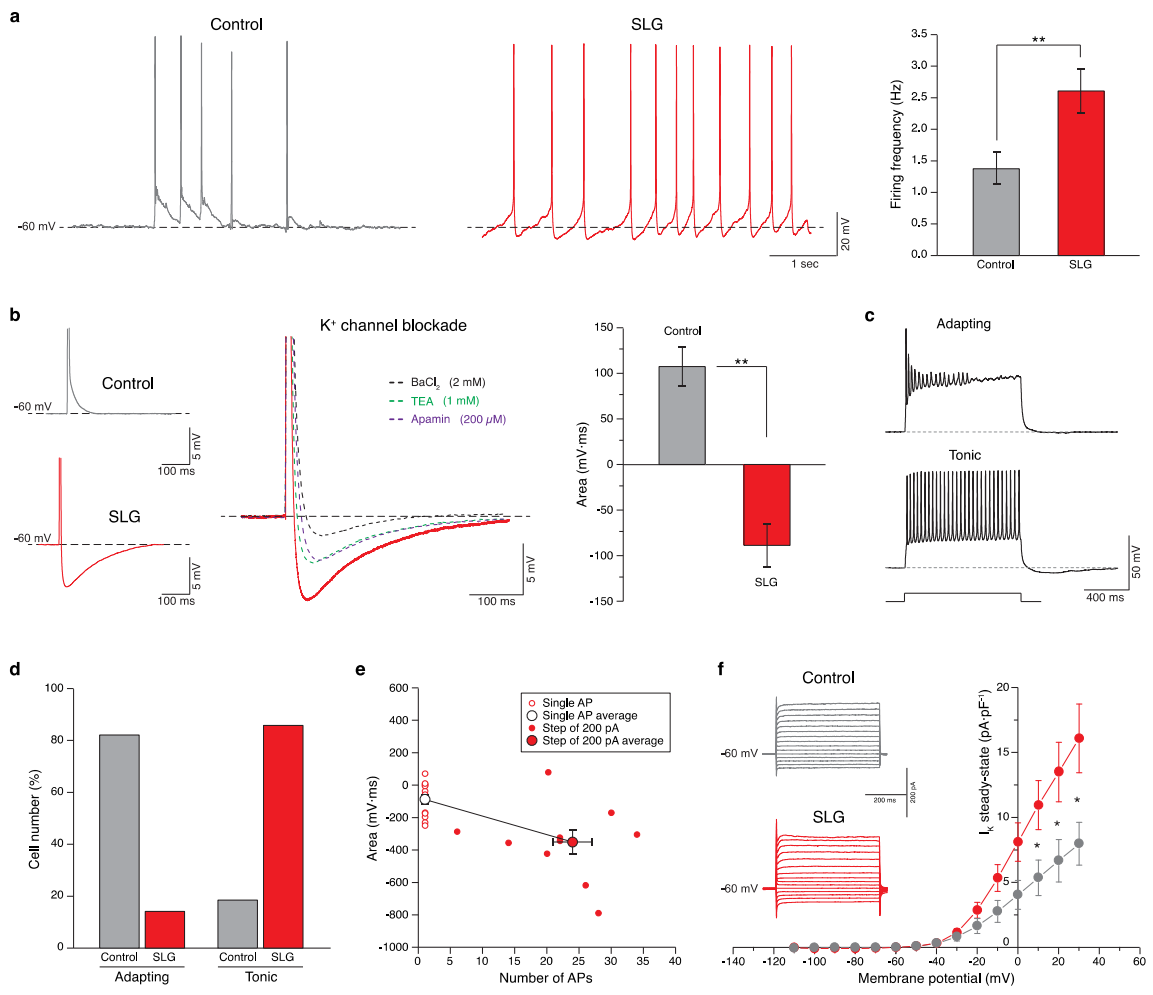 a
Control
SLG
-60 mV
20 mV
1 sec
Firing frequency (Hz)
3.5
3.0
2.5
2.0
1.5
1.0
0.5
0.0
**
Control
SLG
b
Control
-60 mV
5 mV
100 ms
SLG
-60 mV
5 mV
100 ms
K⁺ channel blockade
BaCl₂ (2 mM)
TEA (1 mM)
Apamin (200 µM)
5 mV
100 ms
Area (mV·ms)
150
100
50
0
-50
-100
-150
Control
**
SLG
c
Adapting
Tonic
50 mV
400 ms
d
Cell number (%)
100
80
60
40
20
0
Control SLG Control SLG
Adapting Tonic
e
Area (mV·ms)
600
400
200
0
-200
-400
-600
-800
-1000
Single AP
Single AP average
Step of 200 pA
Step of 200 pA average
0 5 10 15 20 25 30 35 40
Number of APs
f
Control
-60 mV
200 ms
200 pA
SLG
-60 mV
I_K steady-state (pA·pF⁻¹)
20
15
10
5
0
*
*
*
-140 -120 -100 -80 -60 -40 -20 0 20 40 60
Membrane potential (mV)